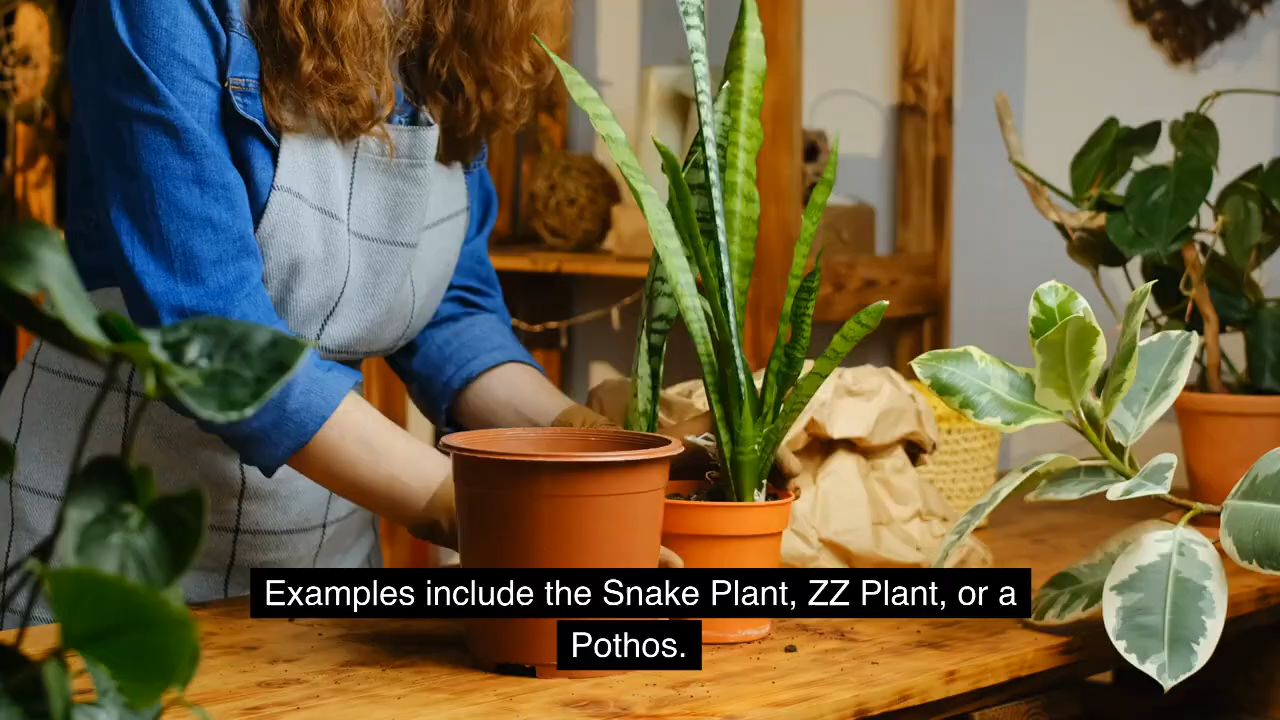 Examples include the Snake Plant, ZZ Plant, or a
Pothos.